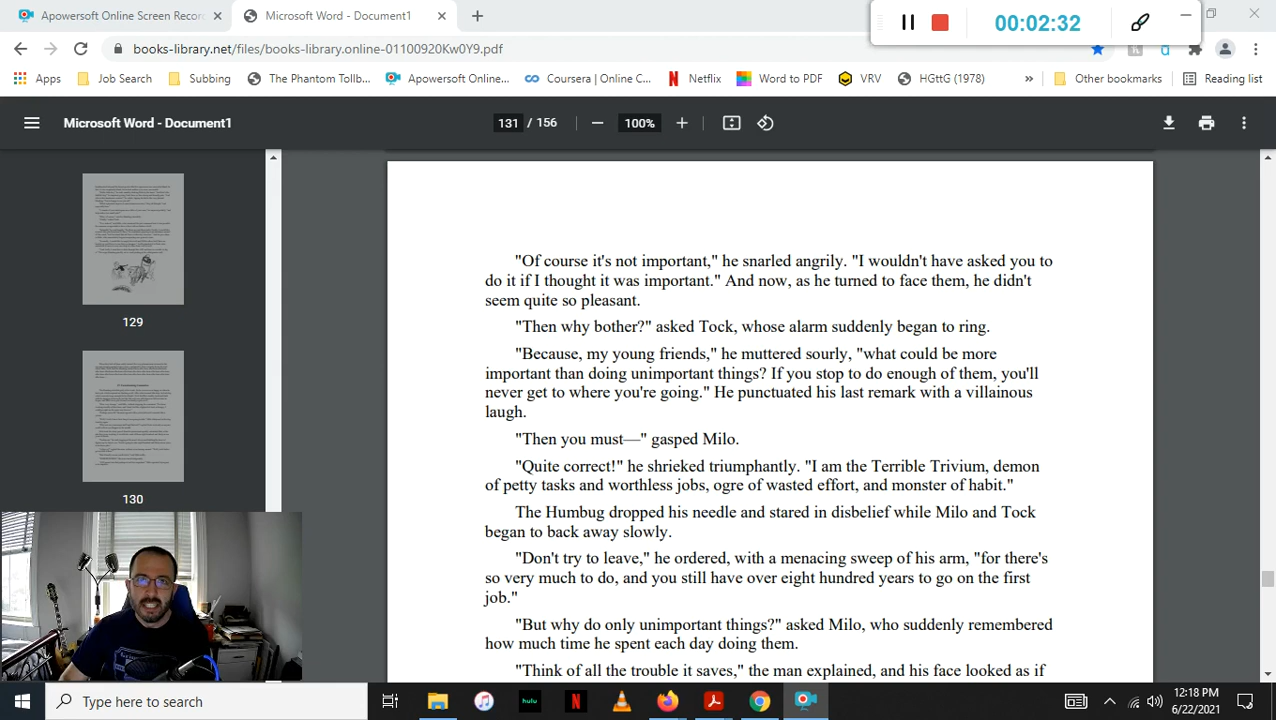 Apowersoft Online Screen Recor
Microsoft Word - Document1
00:02:32
books-library.net/files/books-library.online-01100920Kw0Y9.pdf
Apps
Job Search
Subbing
The Phantom Tollb...
Apowersoft Online...
Coursera | Online C...
Netflix
Word to PDF
VRV
HGttG (1978)
»
Other bookmarks
Reading list
Microsoft Word - Document1
131 / 156
100%
129
130
"Of course it's not important," he snarled angrily. "I wouldn't have asked you to
do it if I thought it was important." And now, as he turned to face them, he didn't
seem quite so pleasant.
"Then why bother?" asked Tock, whose alarm suddenly began to ring.
"Because, my young friends," he muttered sourly, "what could be more
important than doing unimportant things? If you stop to do enough of them, you'll
never get to where you're going." He punctuated his last remark with a villainous
laugh.
"Then you must—" gasped Milo.
"Quite correct!" he shrieked triumphantly. "I am the Terrible Trivium, demon
of petty tasks and worthless jobs, ogre of wasted effort, and monster of habit."
The Humbug dropped his needle and stared in disbelief while Milo and Tock
began to back away slowly.
"Don't try to leave," he ordered, with a menacing sweep of his arm, "for there's
so very much to do, and you still have over eight hundred years to go on the first
job."
"But why do only unimportant things?" asked Milo, who suddenly remembered
how much time he spent each day doing them.
"Think of all the trouble it saves," the man explained, and his face looked as if
Type here to search
hulu
12:18 PM
6/22/2021